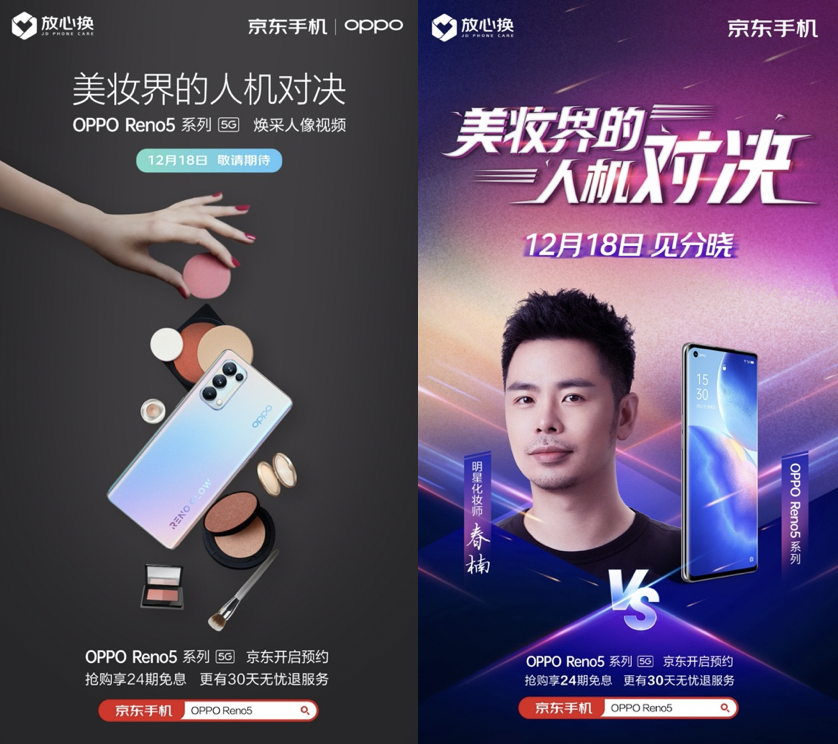 放心换
JD PHONE CARE
京东手机 oppo
美妆界的人机对决
OPPO Reno5 系列 5G 焕采人像视频
12月18日 敬请期待
oppo
RENO GLOW
OPPO Reno5 系列 5G 京东开启预约
抢购享24期免息 更有30天无忧退服务
京东手机 OPPO Reno5
放心换
JD PHONE CARE
京东手机
美妆界的
人机对决
12月18日 见分晓
15
30
明星化妆师 春楠
OPPO Reno5 系列
VS
OPPO Reno5 系列 5G 京东开启预约
抢购享24期免息 更有30天无忧退服务
京东手机 OPPO Reno5